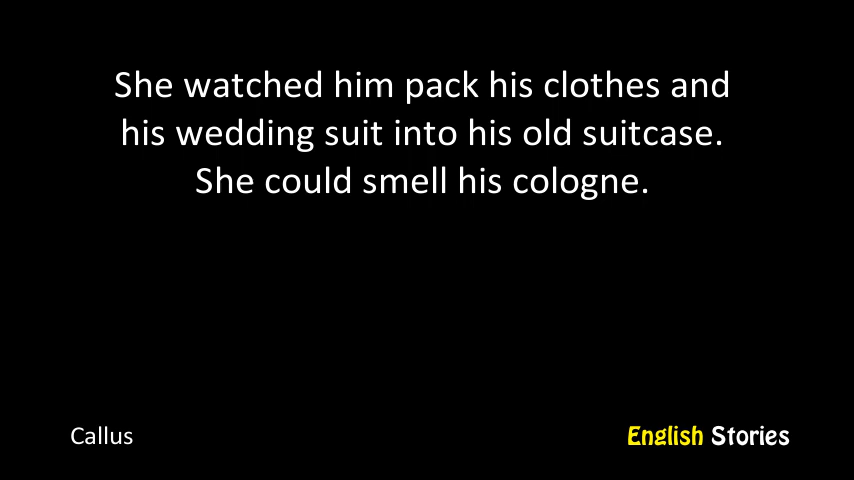 She watched him pack his clothes and
his wedding suit into his old suitcase.
She could smell his cologne.
Callus
English Stories